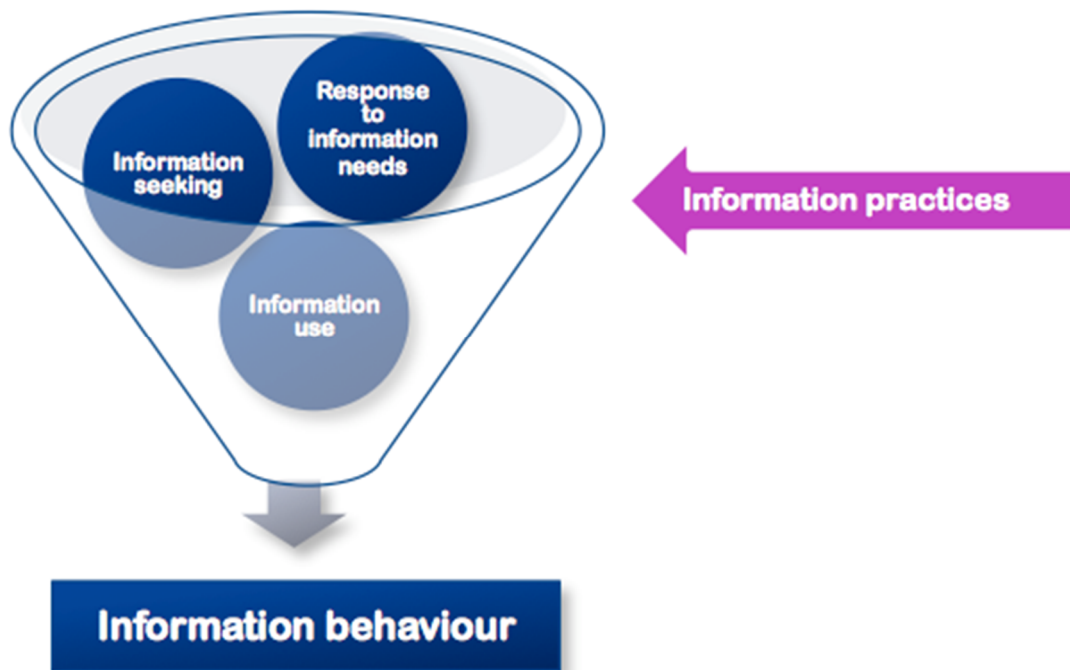 Response
to
information
needs
Information
seeking
Information practices
Information
use
Information behaviour